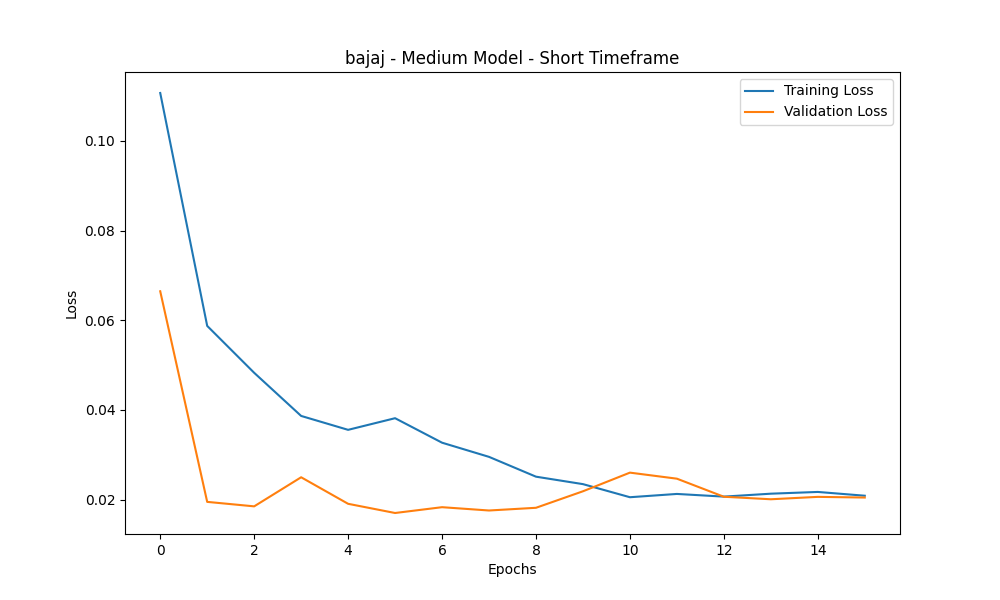 bajaj - Medium Model - Short Timeframe
Training Loss
Validation Loss
0.10
0.08
0.06
0.04
0.02
Loss
0 2 4 6 8 10 12 14
Epochs